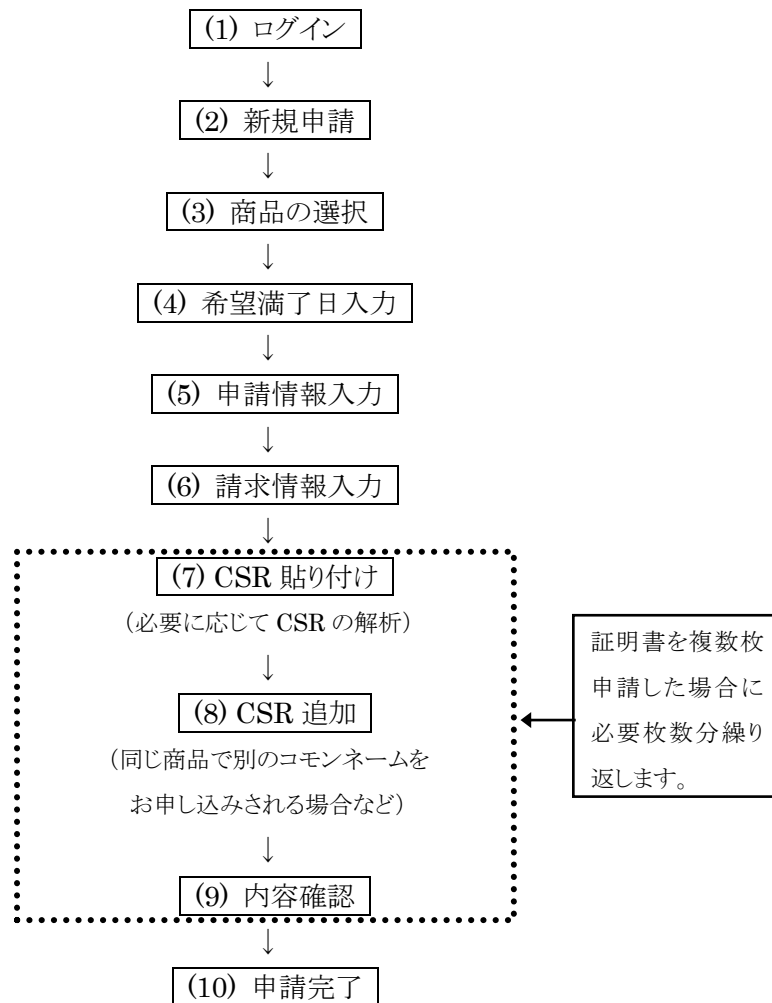 (1) ログイン
↓
(2) 新規申請
↓
(3) 商品の選択
↓
(4) 希望満了日入力
↓
(5) 申請情報入力
↓
(6) 請求情報入力
↓
(7) CSR 貼り付け
(必要に応じて CSR の解析)
↓
(8) CSR 追加
(同じ商品で別のコモンネームを
お申し込みされる場合など)
↓
(9) 内容確認
↓
(10) 申請完了
証明書を複数枚
申請した場合に
必要枚数分繰り
返します。